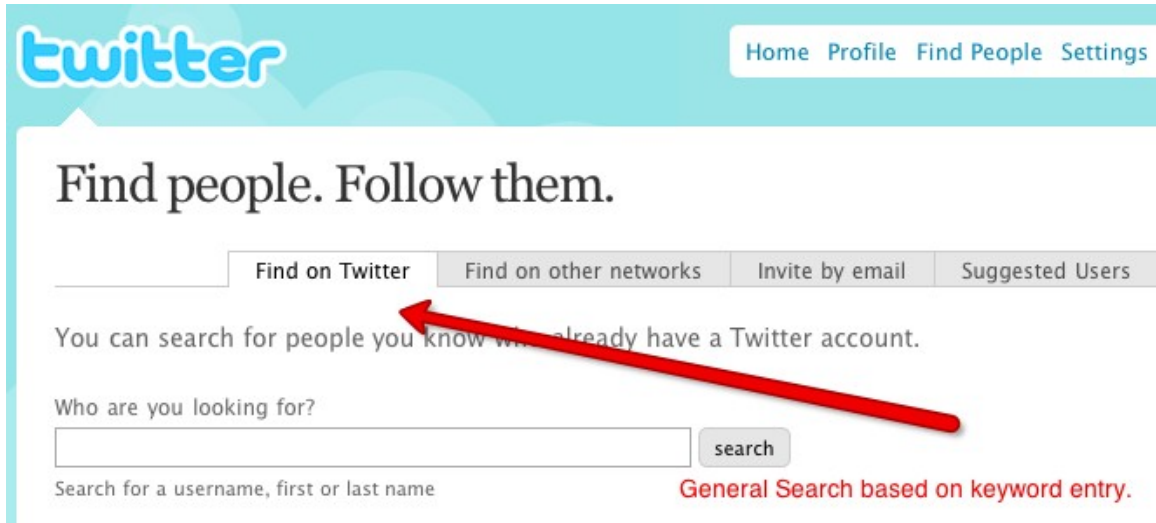 twitter
Home Profile Find People Settings
Find people. Follow them.
Find on Twitter Find on other networks Invite by email Suggested Users
You can search for people you know who already have a Twitter account.
Who are you looking for?
search
Search for a username, first or last name
General Search based on keyword entry.